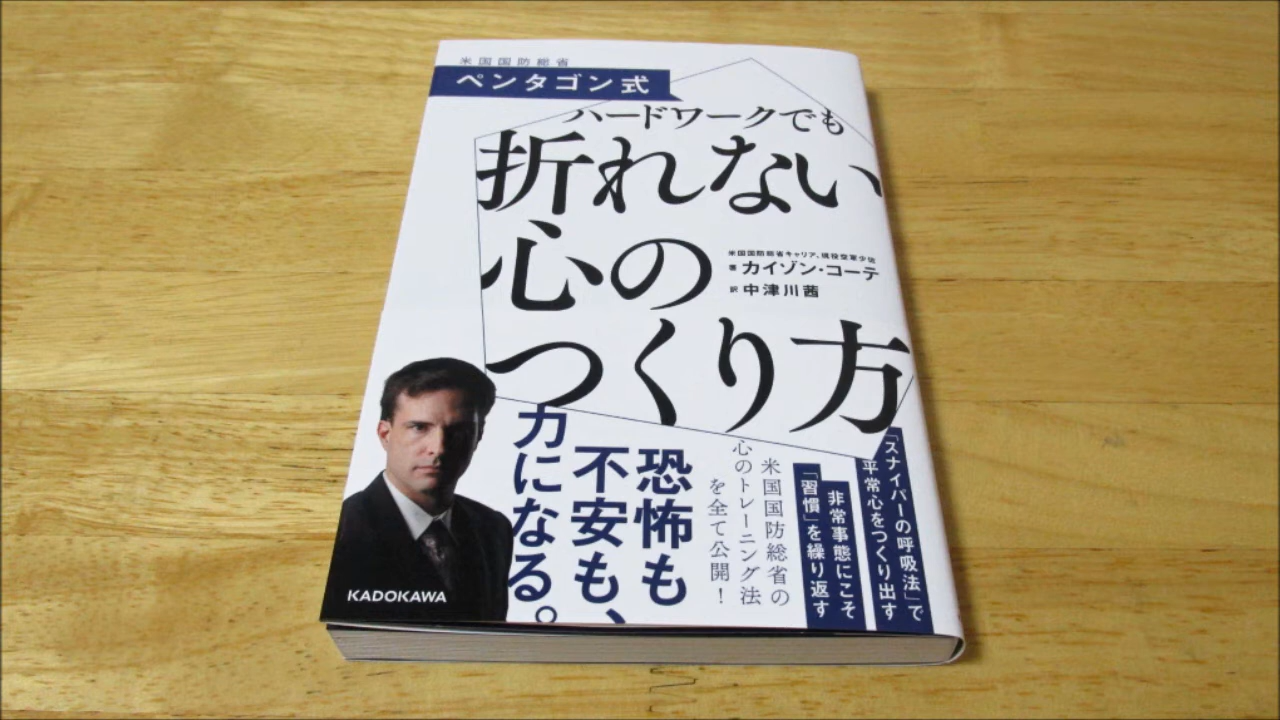 米国国防総省
ペンタゴン式
ハードワークでも
折れない
心の
つくり方
米国国防総省キャリア、現役空軍少佐
著 カイゾン・コーテ
訳 中津川茜
「スナイパーの呼吸法」で
平常心をつくり出す
非常事態にこそ
「習慣」を繰り返す
米国国防総省の
心のトレーニング法
を全て公開！
恐怖も
不安も、
力になる。
KADOKAWA